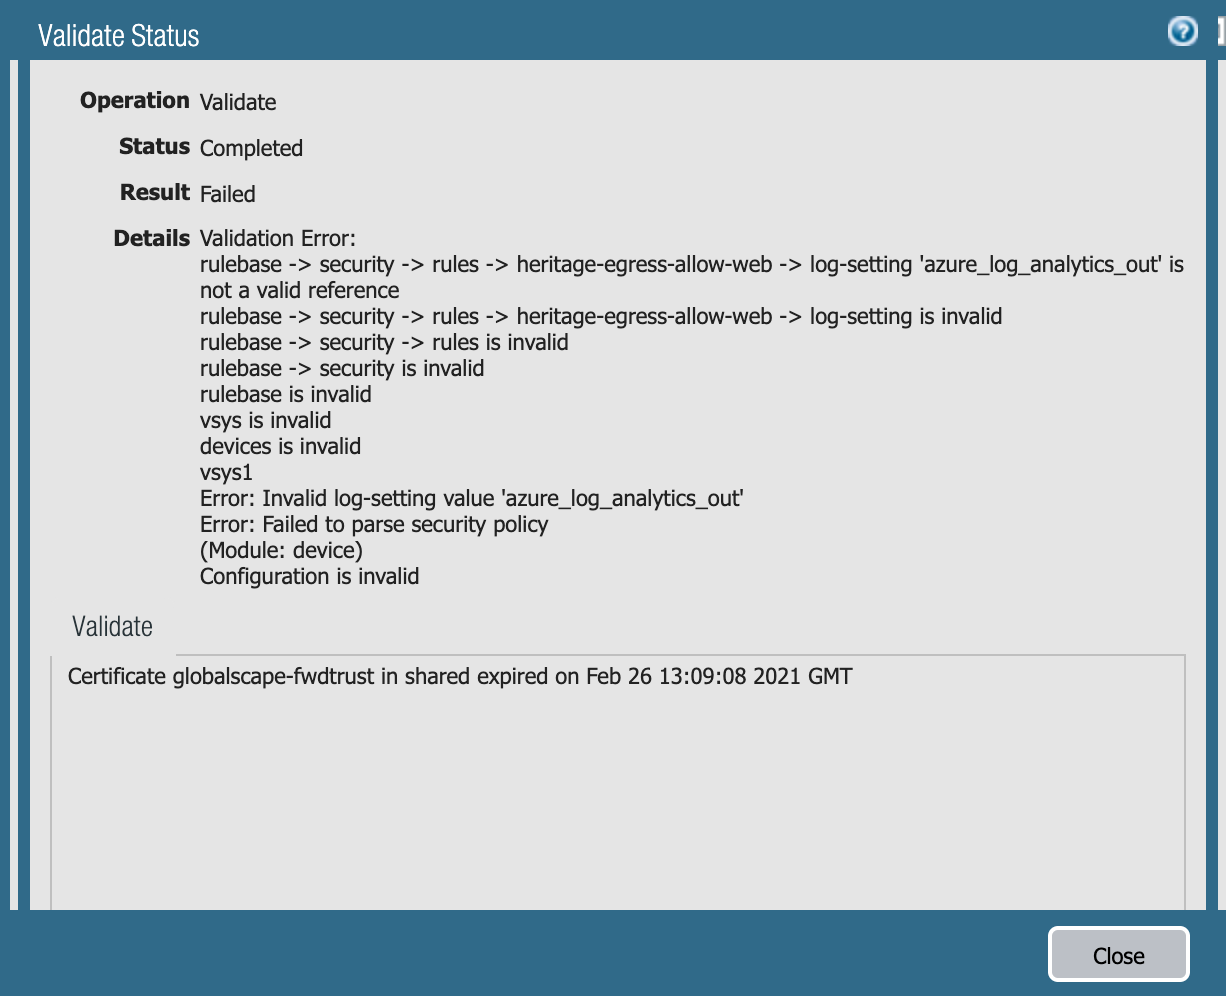 Validate Status
Operation Validate
Status Completed
Result Failed
Details Validation Error:
rulebase -> security -> rules -> heritage-egress-allow-web -> log-setting 'azure_log_analytics_out' is
not a valid reference
rulebase -> security -> rules -> heritage-egress-allow-web -> log-setting is invalid
rulebase -> security -> rules is invalid
rulebase -> security is invalid
rulebase is invalid
vsys is invalid
devices is invalid
vsys1
Error: Invalid log-setting value 'azure_log_analytics_out'
Error: Failed to parse security policy
(Module: device)
Configuration is invalid
Validate
Certificate globalscape-fwdtrust in shared expired on Feb 26 13:09:08 2021 GMT
Close